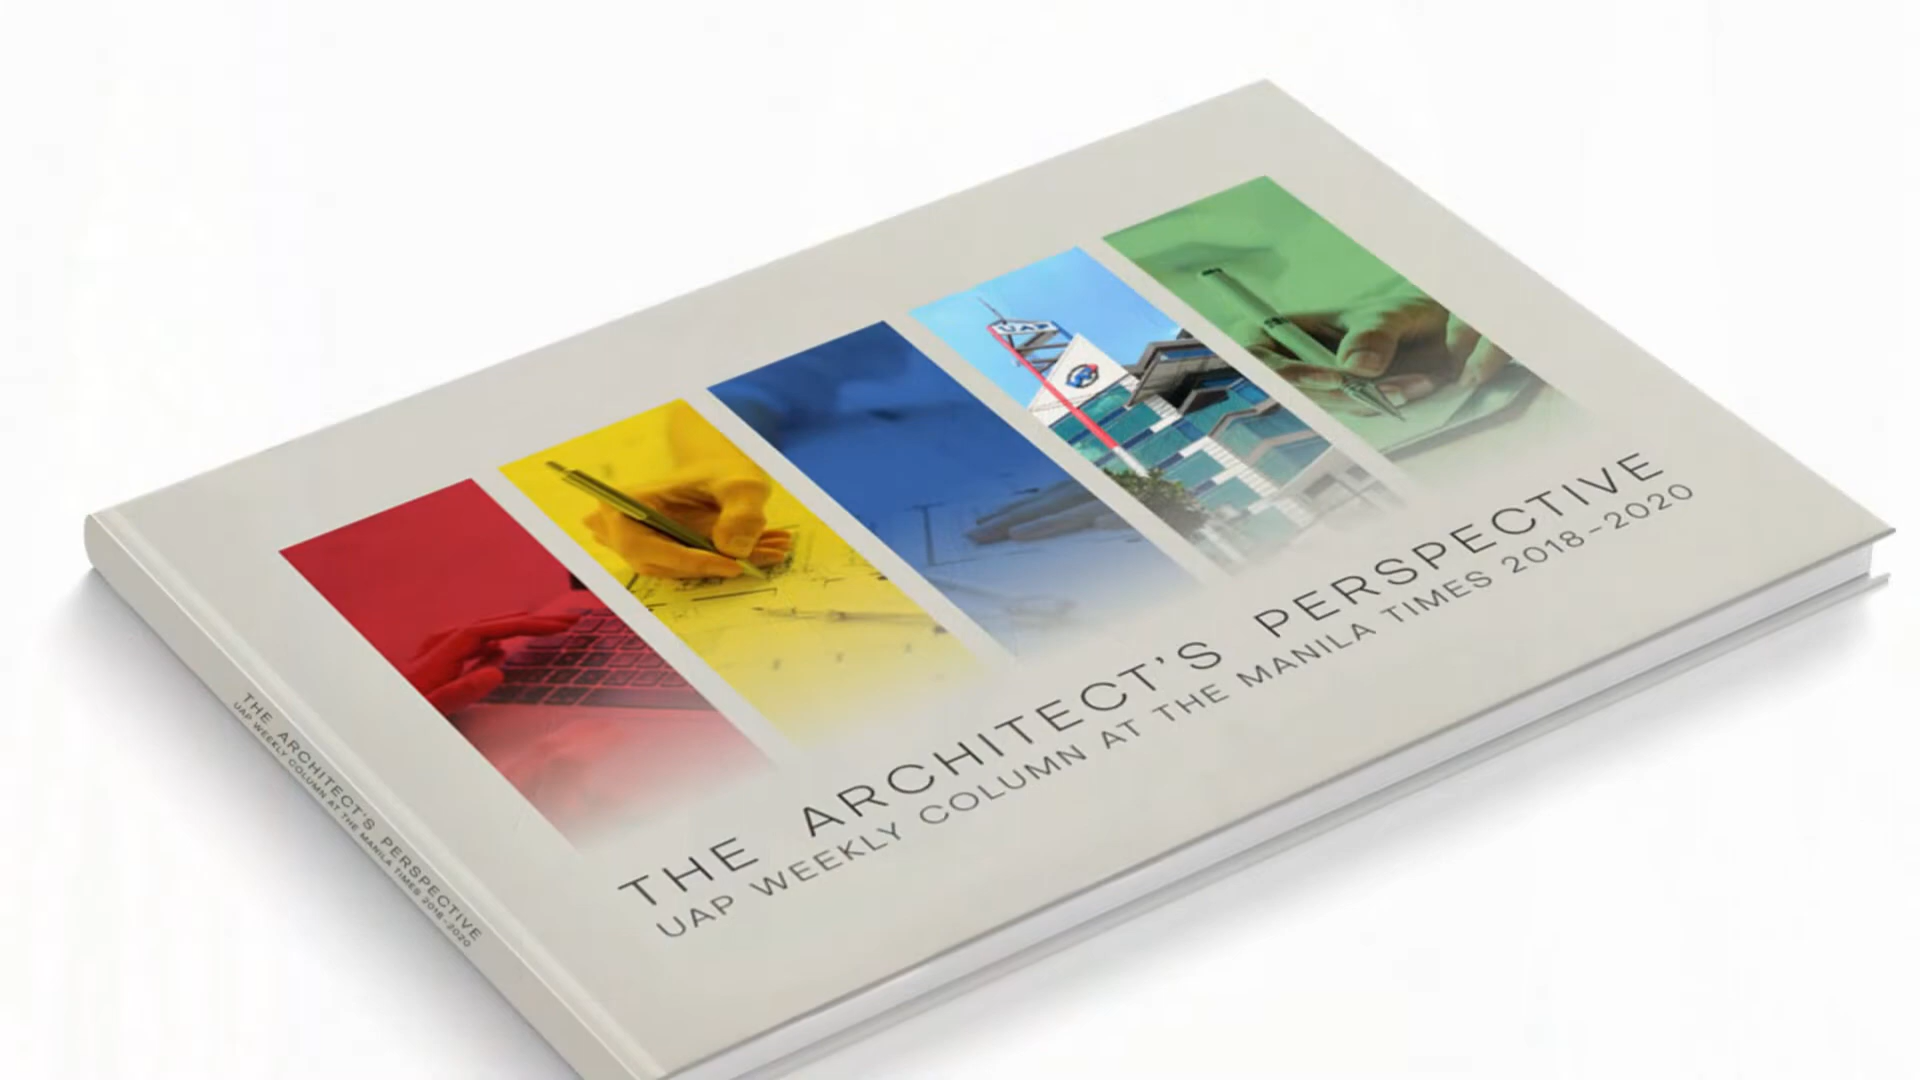 UAP
THE ARCHITECT'S PERSPECTIVE
UAP WEEKLY COLUMN AT THE MANILA TIMES 2018-2020
THE ARCHITECT'S PERSPECTIVE
UAP WEEKLY COLUMN AT THE MANILA TIMES 2018-2020